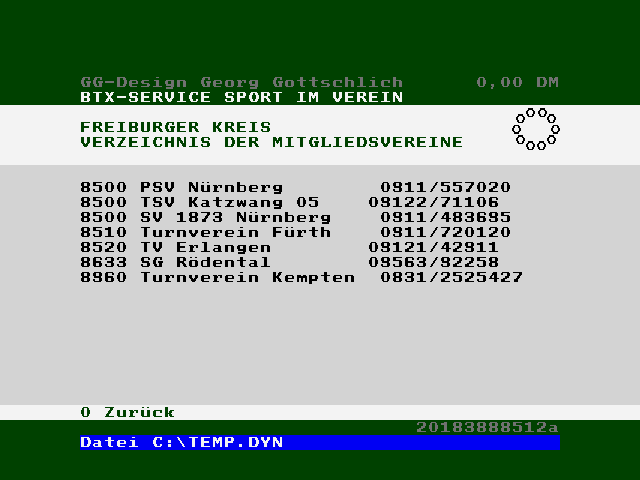 GG-Design Georg Gottschlich 0,00 DM
BTX-SERVICE SPORT IM VEREIN
FREIBURGER KREIS
VERZEICHNIS DER MITGLIEDSVEREINE
8500 PSV Nürnberg 0911/557020
8500 TSV Katzwang 05 09122/71106
8500 SV 1873 Nürnberg 0911/483685
8510 Turnverein Fürth 0911/720120
8520 TV Erlangen 09121/42911
8633 SG Rödental 09563/92258
8960 Turnverein Kempten 0831/2525427
0 Zurück
20183888512a
Datei C:\TEMP.DYN